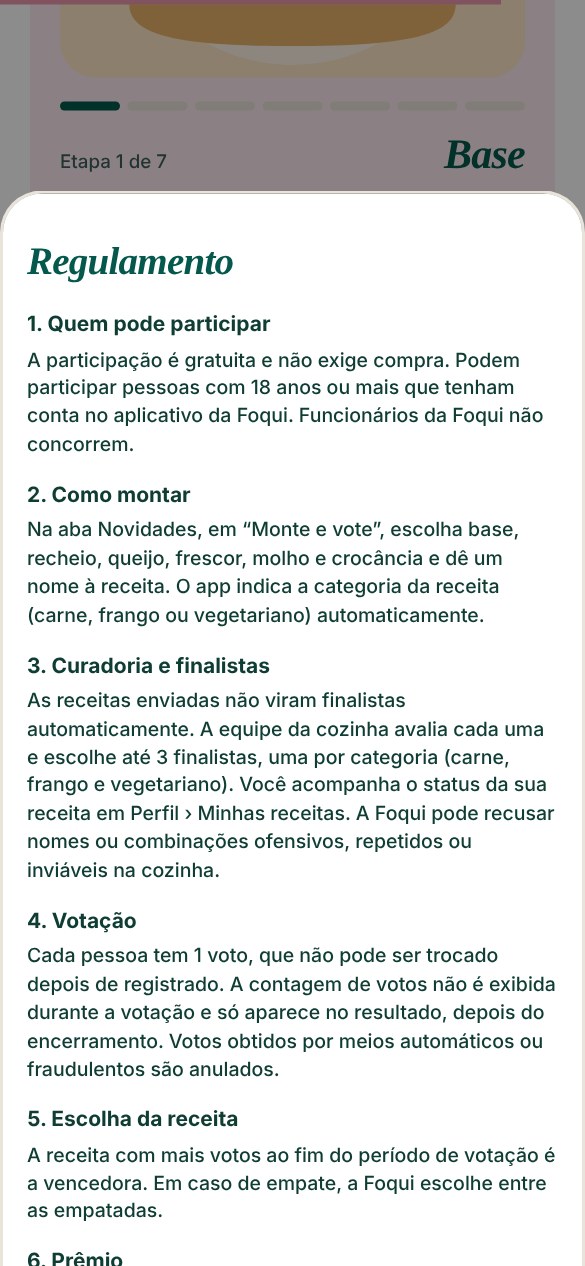 Etapa 1 de 7
Base
Regulamento
1. Quem pode participar
A participação é gratuita e não exige compra. Podem
participar pessoas com 18 anos ou mais que tenham
conta no aplicativo da Foqui. Funcionários da Foqui não
concorrem.
2. Como montar
Na aba Novidades, em “Monte e vote”, escolha base,
recheio, queijo, frescor, molho e crocância e dê um
nome à receita. O app indica a categoria da receita
(carne, frango ou vegetariano) automaticamente.
3. Curadoria e finalistas
As receitas enviadas não viram finalistas
automaticamente. A equipe da cozinha avalia cada uma
e escolhe até 3 finalistas, uma por categoria (carne,
frango e vegetariano). Você acompanha o status da sua
receita em Perfil › Minhas receitas. A Foqui pode recusar
nomes ou combinações ofensivos, repetidos ou
inviáveis na cozinha.
4. Votação
Cada pessoa tem 1 voto, que não pode ser trocado
depois de registrado. A contagem de votos não é exibida
durante a votação e só aparece no resultado, depois do
encerramento. Votos obtidos por meios automáticos ou
fraudulentos são anulados.
5. Escolha da receita
A receita com mais votos ao fim do período de votação é
a vencedora. Em caso de empate, a Foqui escolhe entre
as empatadas.
6. Prêmio